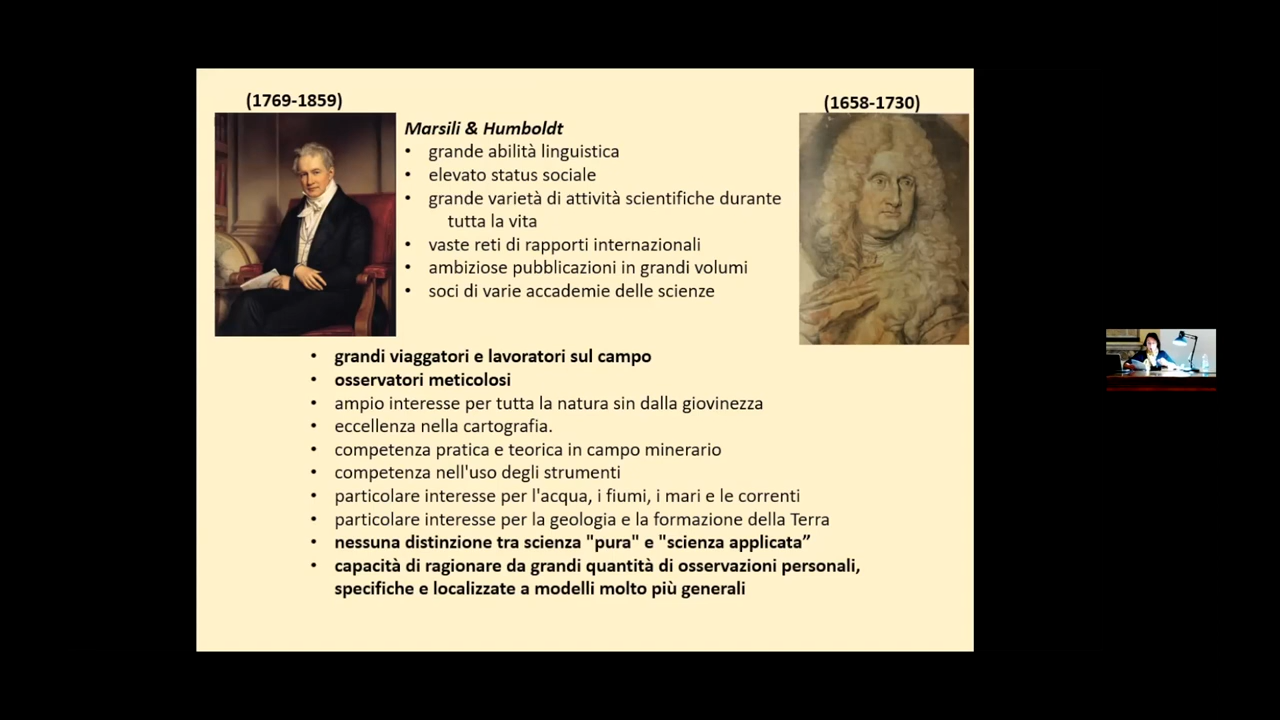 (1769-1859)
(1658-1730)
Marsili & Humboldt
• grande abilità linguistica
• elevato status sociale
• grande varietà di attività scientifiche durante
tutta la vita
• vaste reti di rapporti internazionali
• ambiziose pubblicazioni in grandi volumi
• soci di varie accademie delle scienze
• grandi viaggatori e lavoratori sul campo
• osservatori meticolosi
• ampio interesse per tutta la natura sin dalla giovinezza
• eccellenza nella cartografia.
• competenza pratica e teorica in campo minerario
• competenza nell'uso degli strumenti
• particolare interesse per l'acqua, i fiumi, i mari e le correnti
• particolare interesse per la geologia e la formazione della Terra
• nessuna distinzione tra scienza "pura" e "scienza applicata”
• capacità di ragionare da grandi quantità di osservazioni personali,
specifiche e localizzate a modelli molto più generali